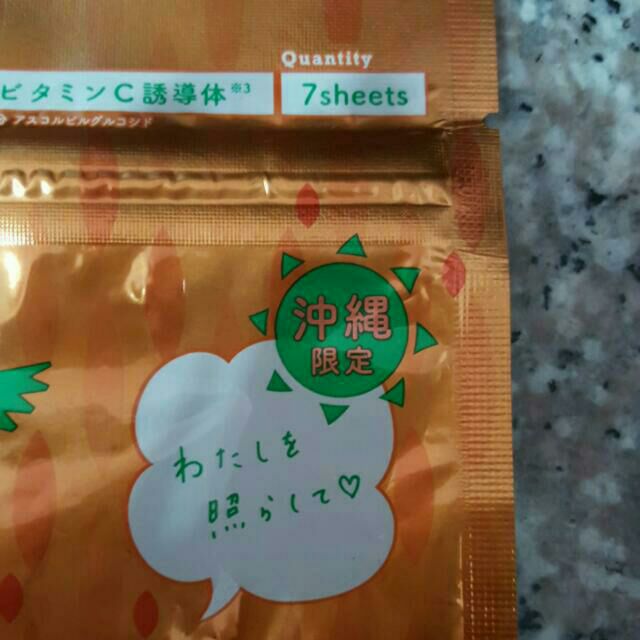 Quantity
ビタミンC誘導体※3
7sheets
アスコルビルグルコシド
沖縄
限定
わたしを
照らして♡